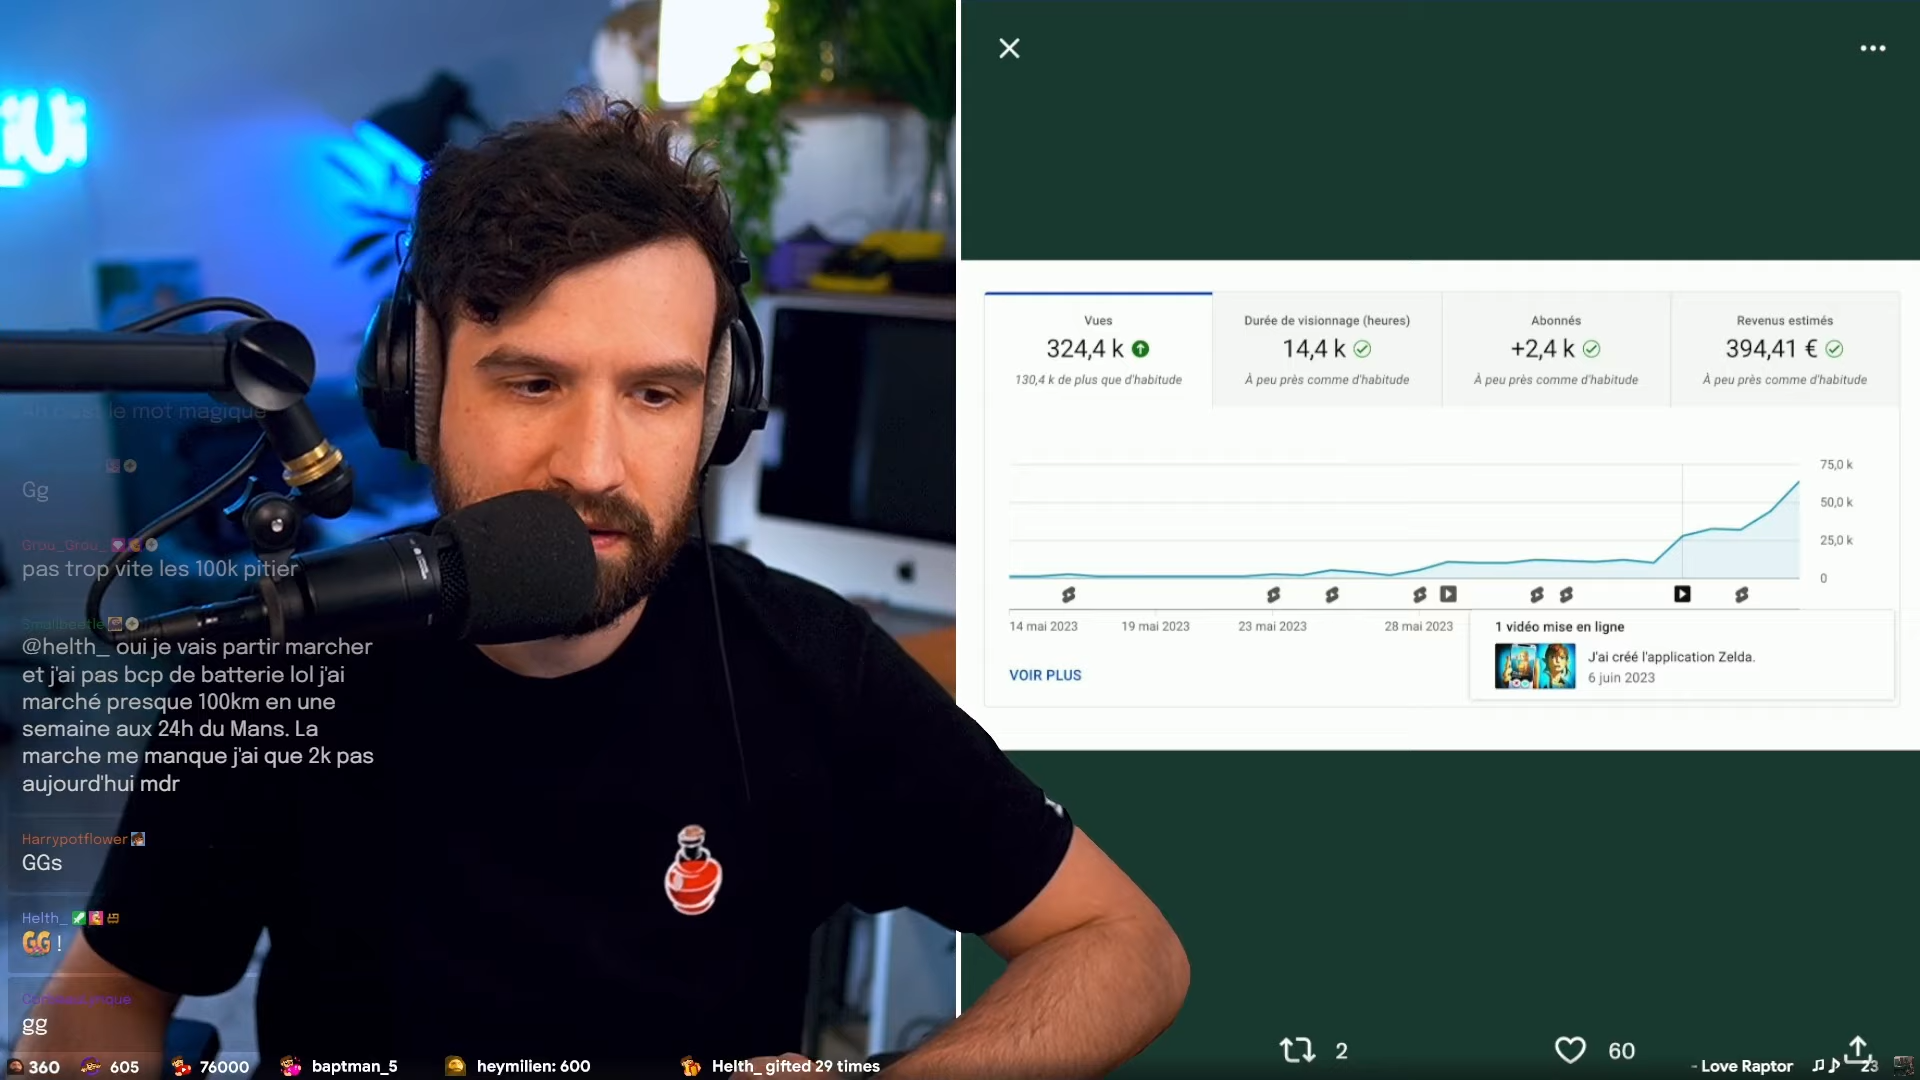 Vues
324,4 k
130,4 k de plus que d'habitude
Durée de visionnage (heures)
14,4 k
À peu près comme d'habitude
Abonnés
+2,4 k
À peu près comme d'habitude
Revenus estimés
394,41 €
À peu près comme d'habitude
75,0 k
50,0 k
25,0 k
0
14 mai 2023
19 mai 2023
23 mai 2023
28 mai 2023
1 vidéo mise en ligne
J'ai créé l'application Zelda.
6 juin 2023
VOIR PLUS
le mot magique
Gg
Grou_Grou_
pas trop vite les 100k pitier
Smallbeetle
@helth_ oui je vais partir marcher
et j'ai pas bcp de batterie lol j'ai
marché presque 100km en une
semaine aux 24h du Mans. La
marche me manque j'ai que 2k pas
aujourd'hui mdr
Harrypotflower
GGs
Helth_
GG !
gg
360
605
76000
baptman_5
heymilien: 600
Helth_ gifted 29 times
2
60
- Love Raptor
23